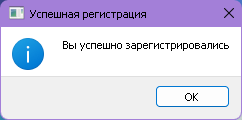 Успешная регистрация
Вы успешно зарегистрировались
OK